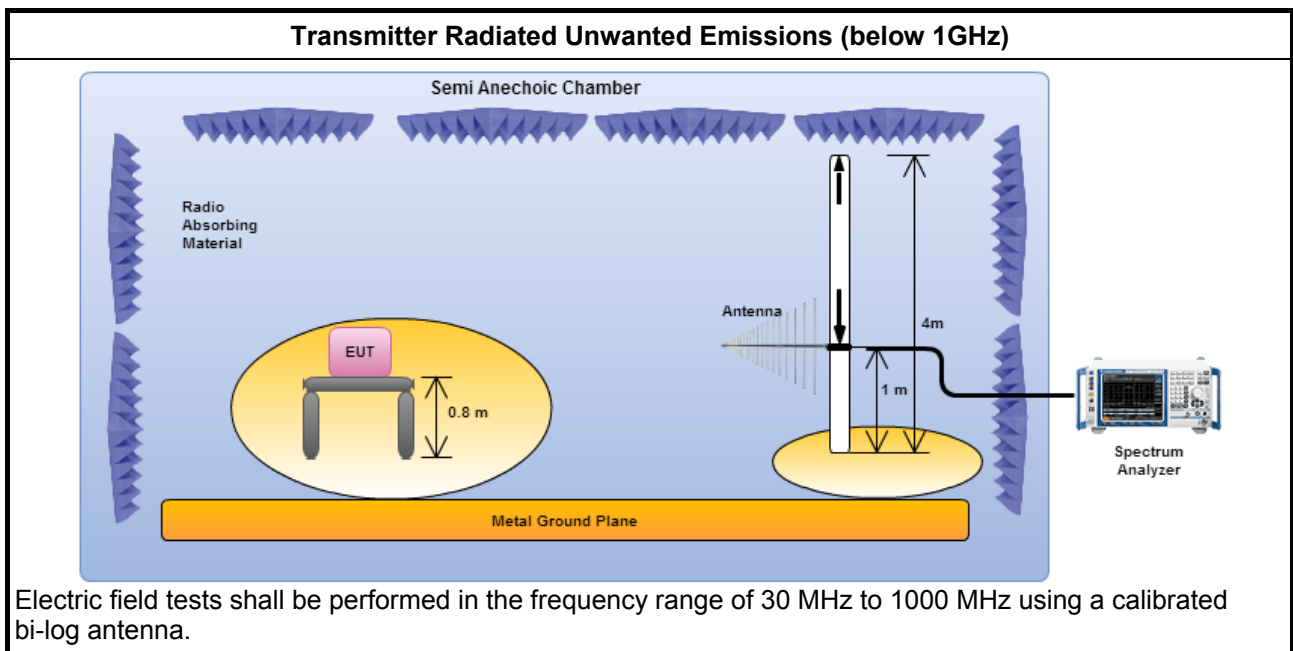 Transmitter Radiated Unwanted Emissions (below 1GHz)
Semi Anechoic Chamber
Radio
Absorbing
Material
Antenna
4m
EUT
1 m
0.8 m
Spectrum
Analyzer
Metal Ground Plane
Electric field tests shall be performed in the frequency range of 30 MHz to 1000 MHz using a calibrated
bi-log antenna.